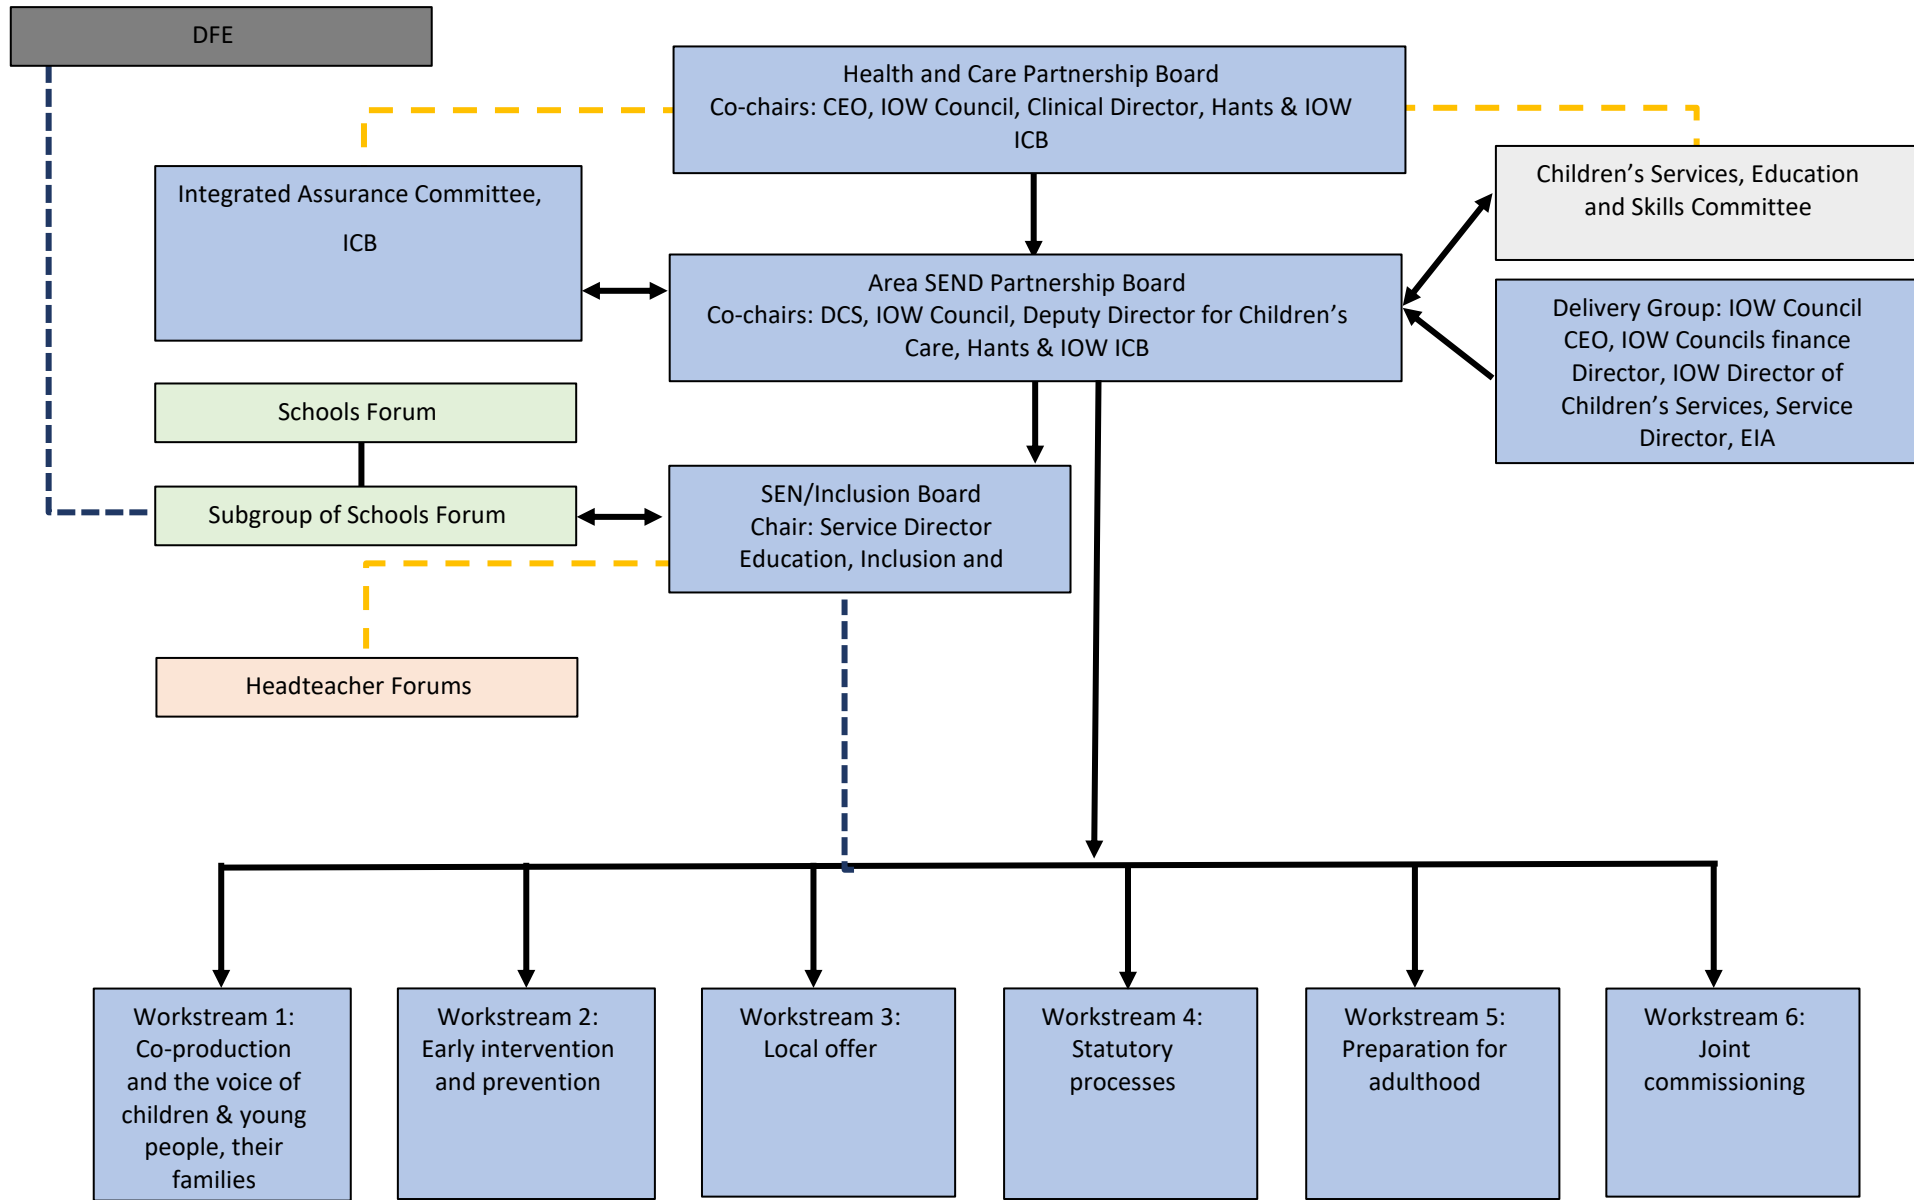 DFE
Health and Care Partnership Board
Co-chairs: CEO, IOW Council, Clinical Director, Hants & IOW
ICB
Integrated Assurance Committee,
ICB
Children’s Services, Education
and Skills Committee
Area SEND Partnership Board
Co-chairs: DCS, IOW Council, Deputy Director for Children’s
Care, Hants & IOW ICB
Delivery Group: IOW Council
CEO, IOW Councils finance
Director, IOW Director of
Children’s Services, Service
Director, EIA
Schools Forum
Subgroup of Schools Forum
SEN/Inclusion Board
Chair: Service Director
Education, Inclusion and
Headteacher Forums
Workstream 1:
Co-production
and the voice of
children & young
people, their
families
Workstream 2:
Early intervention
and prevention
Workstream 3:
Local offer
Workstream 4:
Statutory
processes
Workstream 5:
Preparation for
adulthood
Workstream 6:
Joint
commissioning